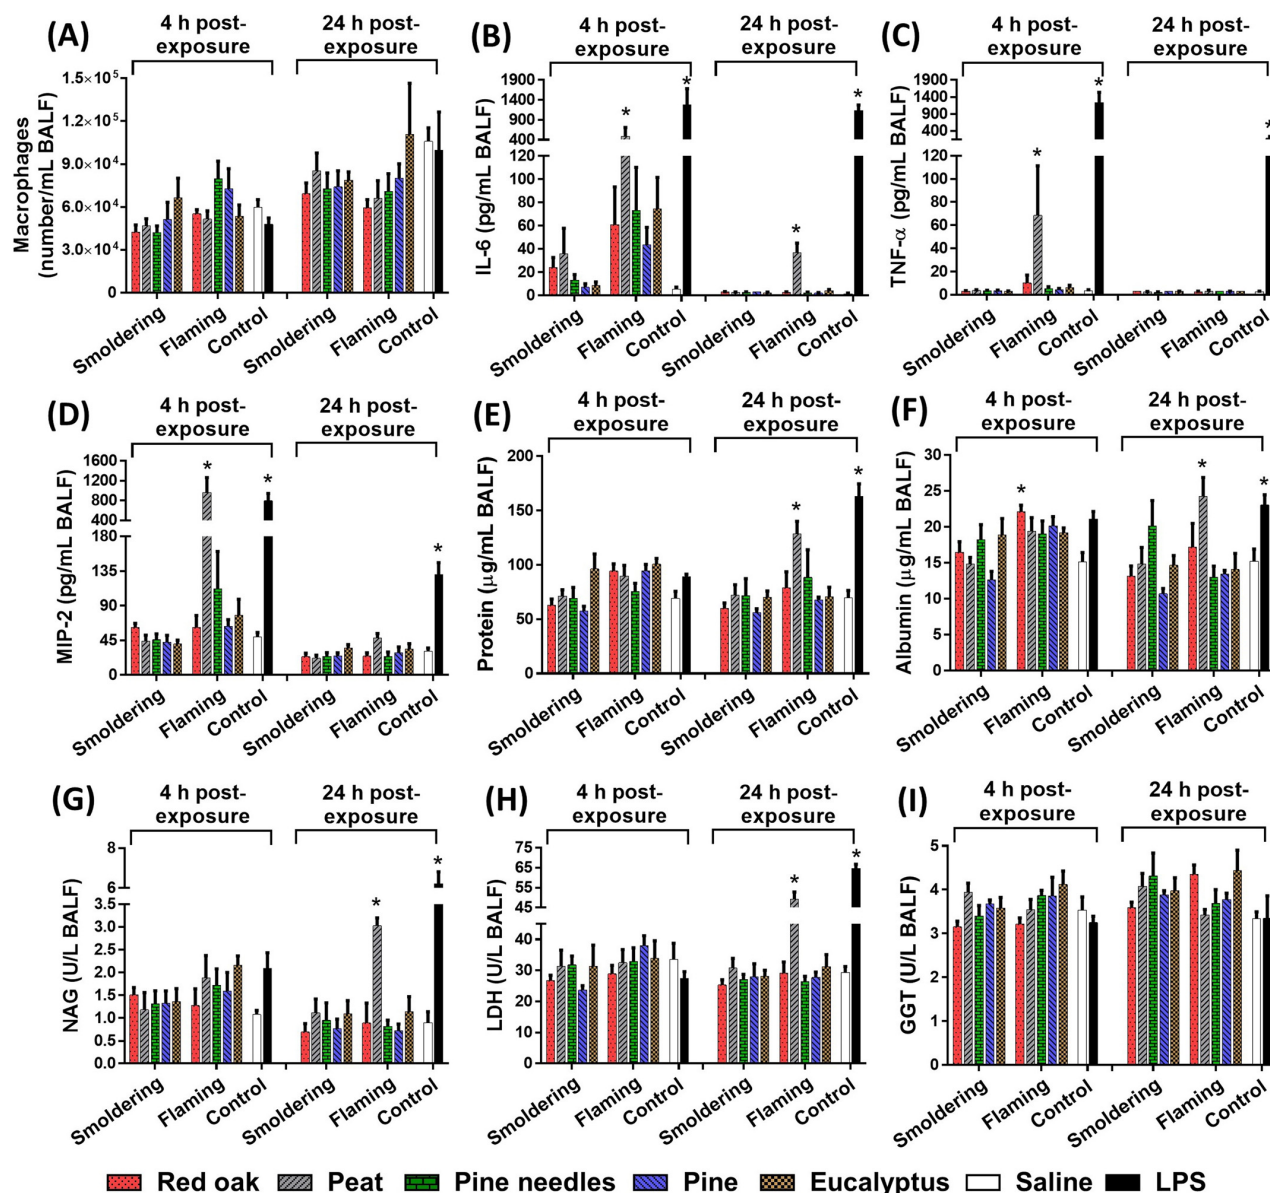 (A)
4 h post-
exposure
24 h post-
exposure
Macrophages
(number/mL BALF)
1.5×10⁵
1.2×10⁵
9.0×10⁴
6.0×10⁴
3.0×10⁴
0
Smoldering
Flaming
Control
Smoldering
Flaming
Control
(B)
4 h post-
exposure
24 h post-
exposure
IL-6 (pg/mL BALF)
1900
1400
900
400
120
100
80
60
40
20
0
*
*
*
*
Smoldering
Flaming
Control
Smoldering
Flaming
Control
(C)
4 h post-
exposure
24 h post-
exposure
TNF-α (pg/mL BALF)
1900
1400
900
400
120
100
80
60
40
20
0
*
*
*
Smoldering
Flaming
Control
Smoldering
Flaming
Control
(D)
4 h post-
exposure
24 h post-
exposure
MIP-2 (pg/mL BALF)
1600
1200
800
400
180
135
90
45
0
*
*
*
Smoldering
Flaming
Control
Smoldering
Flaming
Control
(E)
4 h post-
exposure
24 h post-
exposure
Protein (μg/mL BALF)
200
150
100
50
0
*
*
Smoldering
Flaming
Control
Smoldering
Flaming
Control
(F)
4 h post-
exposure
24 h post-
exposure
Albumin (μg/mL BALF)
30
25
20
15
10
5
0
*
*
*
Smoldering
Flaming
Control
Smoldering
Flaming
Control
(G)
4 h post-
exposure
24 h post-
exposure
NAG (U/L BALF)
8
6
3.5
3.0
2.5
2.0
1.5
1.0
0.5
0.0
*
*
Smoldering
Flaming
Control
Smoldering
Flaming
Control
(H)
4 h post-
exposure
24 h post-
exposure
LDH (U/L BALF)
75
65
55
45
40
30
20
10
0
*
*
Smoldering
Flaming
Control
Smoldering
Flaming
Control
(I)
4 h post-
exposure
24 h post-
exposure
GGT (U/L BALF)
5
4
3
2
1
0
Smoldering
Flaming
Control
Smoldering
Flaming
Control
Red oak Peat Pine needles Pine Eucalyptus Saline LPS